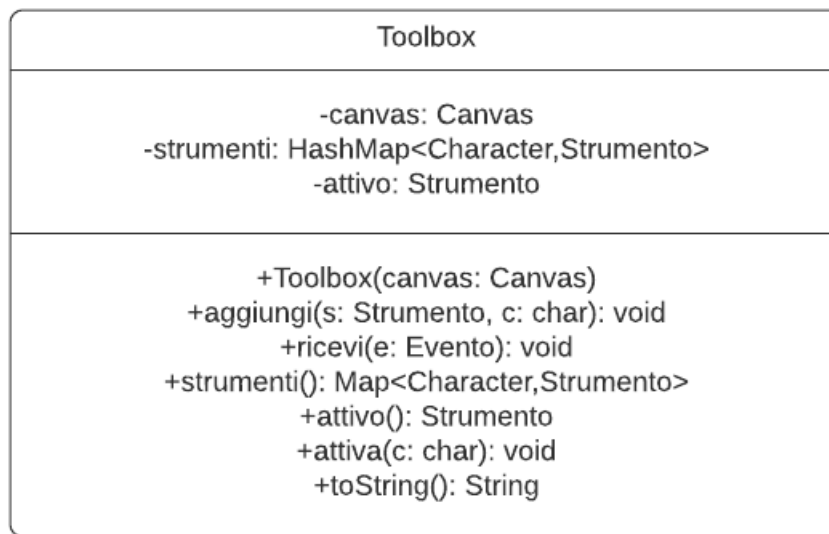 Toolbox
-canvas: Canvas
-strumenti: HashMap<Character,Strumento>
-attivo: Strumento
+Toolbox(canvas: Canvas)
+aggiungi(s: Strumento, c: char): void
+ricevi(e: Evento): void
+strumenti(): Map<Character,Strumento>
+attivo(): Strumento
+attiva(c: char): void
+toString(): String